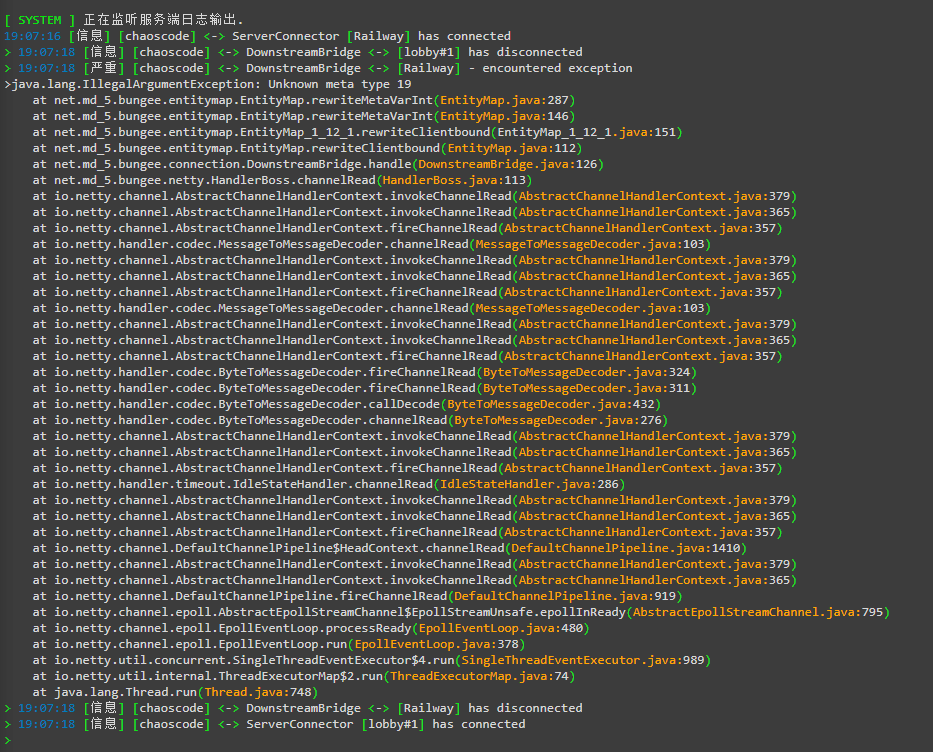 [ SYSTEM ] 正在监听服务端日志输出.
19:07:16 [信息] [chaoscode] <-> ServerConnector [Railway] has connected
> 19:07:18 [信息] [chaoscode] <-> DownstreamBridge <-> [lobby#1] has disconnected
> 19:07:18 [严重] [chaoscode] <-> DownstreamBridge <-> [Railway] - encountered exception
>java.lang.IllegalArgumentException: Unknown meta type 19
    at net.md_5.bungee.entitymap.EntityMap.rewriteMetaVarInt(EntityMap.java:287)
    at net.md_5.bungee.entitymap.EntityMap.rewriteMetaVarInt(EntityMap.java:146)
    at net.md_5.bungee.entitymap.EntityMap_1_12_1.rewriteClientbound(EntityMap_1_12_1.java:151)
    at net.md_5.bungee.entitymap.EntityMap.rewriteClientbound(EntityMap.java:112)
    at net.md_5.bungee.connection.DownstreamBridge.handle(DownstreamBridge.java:126)
    at net.md_5.bungee.netty.HandlerBoss.channelRead(HandlerBoss.java:113)
    at io.netty.channel.AbstractChannelHandlerContext.invokeChannelRead(AbstractChannelHandlerContext.java:379)
    at io.netty.channel.AbstractChannelHandlerContext.invokeChannelRead(AbstractChannelHandlerContext.java:365)
    at io.netty.channel.AbstractChannelHandlerContext.fireChannelRead(AbstractChannelHandlerContext.java:357)
    at io.netty.handler.codec.MessageToMessageDecoder.channelRead(MessageToMessageDecoder.java:103)
    at io.netty.channel.AbstractChannelHandlerContext.invokeChannelRead(AbstractChannelHandlerContext.java:379)
    at io.netty.channel.AbstractChannelHandlerContext.invokeChannelRead(AbstractChannelHandlerContext.java:365)
    at io.netty.channel.AbstractChannelHandlerContext.fireChannelRead(AbstractChannelHandlerContext.java:357)
    at io.netty.handler.codec.MessageToMessageDecoder.channelRead(MessageToMessageDecoder.java:103)
    at io.netty.channel.AbstractChannelHandlerContext.invokeChannelRead(AbstractChannelHandlerContext.java:379)
    at io.netty.channel.AbstractChannelHandlerContext.invokeChannelRead(AbstractChannelHandlerContext.java:365)
    at io.netty.channel.AbstractChannelHandlerContext.fireChannelRead(AbstractChannelHandlerContext.java:357)
    at io.netty.handler.codec.ByteToMessageDecoder.fireChannelRead(ByteToMessageDecoder.java:324)
    at io.netty.handler.codec.ByteToMessageDecoder.fireChannelRead(ByteToMessageDecoder.java:311)
    at io.netty.handler.codec.ByteToMessageDecoder.callDecode(ByteToMessageDecoder.java:432)
    at io.netty.handler.codec.ByteToMessageDecoder.channelRead(ByteToMessageDecoder.java:276)
    at io.netty.channel.AbstractChannelHandlerContext.invokeChannelRead(AbstractChannelHandlerContext.java:379)
    at io.netty.channel.AbstractChannelHandlerContext.invokeChannelRead(AbstractChannelHandlerContext.java:365)
    at io.netty.channel.AbstractChannelHandlerContext.fireChannelRead(AbstractChannelHandlerContext.java:357)
    at io.netty.handler.timeout.IdleStateHandler.channelRead(IdleStateHandler.java:286)
    at io.netty.channel.AbstractChannelHandlerContext.invokeChannelRead(AbstractChannelHandlerContext.java:379)
    at io.netty.channel.AbstractChannelHandlerContext.invokeChannelRead(AbstractChannelHandlerContext.java:365)
    at io.netty.channel.AbstractChannelHandlerContext.fireChannelRead(AbstractChannelHandlerContext.java:357)
    at io.netty.channel.DefaultChannelPipeline$HeadContext.channelRead(DefaultChannelPipeline.java:1410)
    at io.netty.channel.AbstractChannelHandlerContext.invokeChannelRead(AbstractChannelHandlerContext.java:379)
    at io.netty.channel.AbstractChannelHandlerContext.invokeChannelRead(AbstractChannelHandlerContext.java:365)
    at io.netty.channel.DefaultChannelPipeline.fireChannelRead(DefaultChannelPipeline.java:919)
    at io.netty.channel.epoll.AbstractEpollStreamChannel$EpollStreamUnsafe.epollInReady(AbstractEpollStreamChannel.java:795)
    at io.netty.channel.epoll.EpollEventLoop.processReady(EpollEventLoop.java:480)
    at io.netty.channel.epoll.EpollEventLoop.run(EpollEventLoop.java:378)
    at io.netty.util.concurrent.SingleThreadEventExecutor$4.run(SingleThreadEventExecutor.java:989)
    at io.netty.util.internal.ThreadExecutorMap$2.run(ThreadExecutorMap.java:74)
    at java.lang.Thread.run(Thread.java:748)
> 19:07:18 [信息] [chaoscode] <-> DownstreamBridge <-> [Railway] has disconnected
> 19:07:18 [信息] [chaoscode] <-> ServerConnector [lobby#1] has connected
>